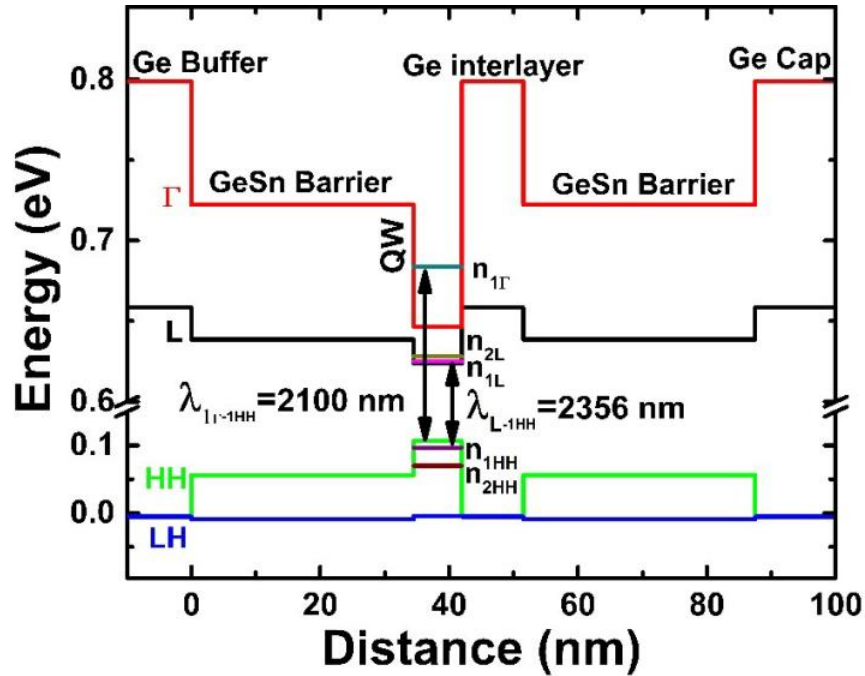 Ge Buffer
Ge interlayer
Ge Cap
0.8
Γ
GeSn Barrier
GeSn Barrier
QW
0.7
n1Γ
L
n2L
n1L
0.6
λ1Γ-1HH=2100 nm
λL-1HH=2356 nm
0.1
HH
n1HH
n2HH
0.0
LH
Energy (eV)
0
20
40
60
80
100
Distance (nm)